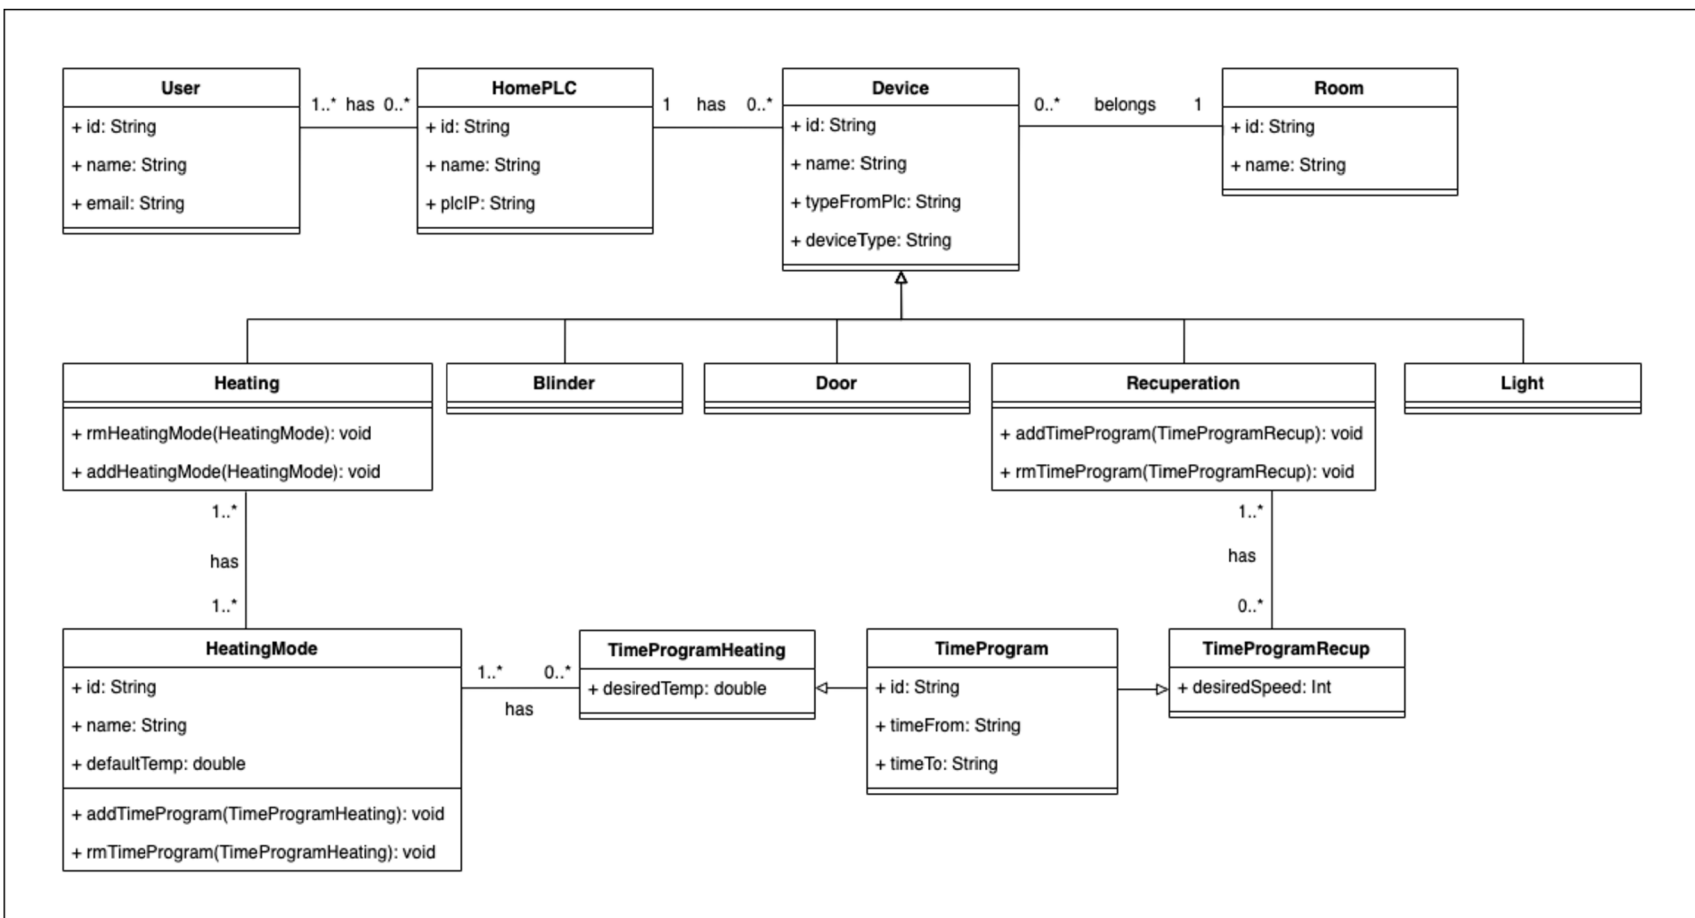 User
+ id: String
+ name: String
+ email: String
1..* has 0..*
HomePLC
+ id: String
+ name: String
+ plcIP: String
1 has 0..*
Device
+ id: String
+ name: String
+ typeFromPlc: String
+ deviceType: String
0..* belongs 1
Room
+ id: String
+ name: String
Heating
+ rmHeatingMode(HeatingMode): void
+ addHeatingMode(HeatingMode): void
Blinder
Door
Recuperation
+ addTimeProgram(TimeProgramRecup): void
+ rmTimeProgram(TimeProgramRecup): void
Light
1..*
has
1..*
1..*
has
0..*
HeatingMode
+ id: String
+ name: String
+ defaultTemp: double
+ addTimeProgram(TimeProgramHeating): void
+ rmTimeProgram(TimeProgramHeating): void
1..* 0..*
has
TimeProgramHeating
+ desiredTemp: double
TimeProgram
+ id: String
+ timeFrom: String
+ timeTo: String
TimeProgramRecup
+ desiredSpeed: Int